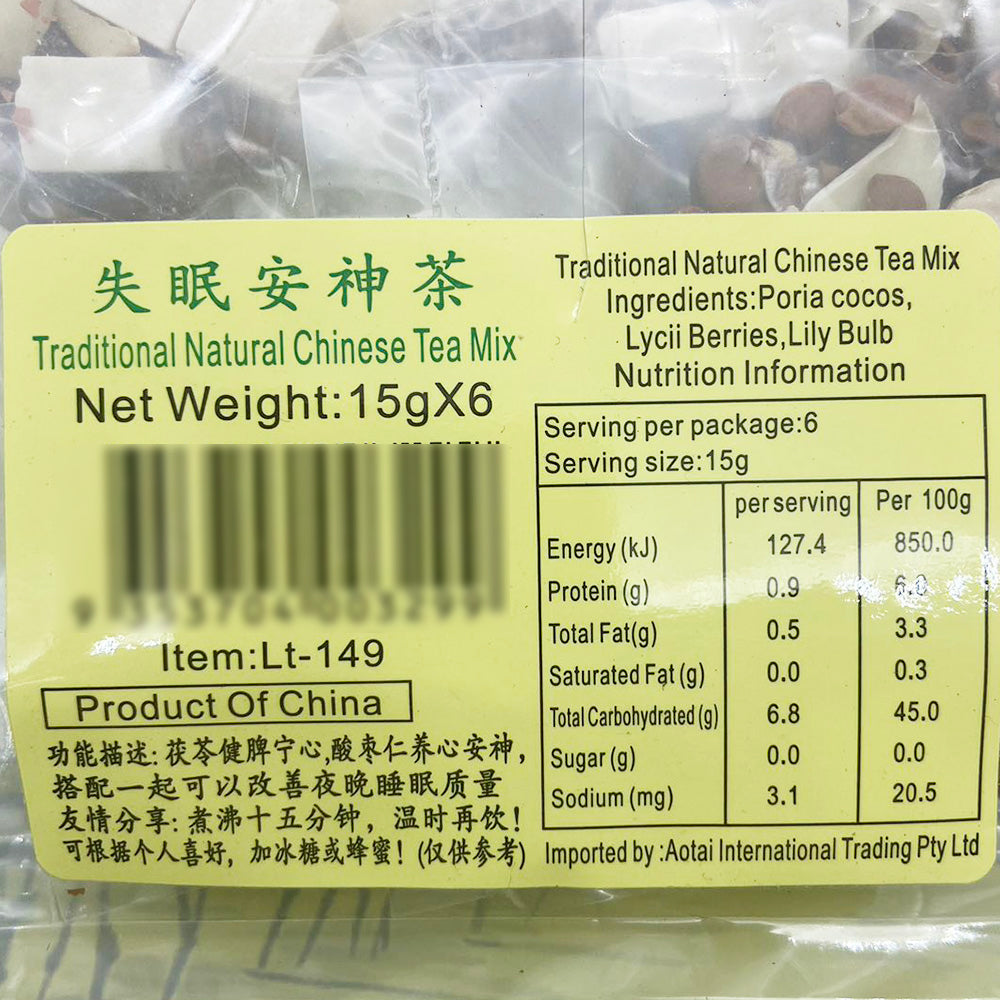 失眠安神茶
Traditional Natural Chinese Tea Mix
Net Weight:15gX6
Item:Lt-149
Product Of China
功能描述:茯苓健脾宁心,酸枣仁养心安神,
搭配一起可以改善夜晚睡眠质量
友情分享:煮沸十五分钟，温时再饮!
可根据个人喜好，加冰糖或蜂蜜!(仅供参考)
Traditional Natural Chinese Tea Mix
Ingredients:Poria cocos,
Lycii Berries,Lily Bulb
Nutrition Information
Serving per package:6
Serving size:15g
per serving Per 100g
Energy (kJ) 127.4 850.0
Protein (g) 0.9
Total Fat(g) 0.5 3.3
Saturated Fat (g) 0.0 0.3
Total Carbohydrated (g) 6.8 45.0
Sugar (g) 0.0 0.0
Sodium (mg) 3.1 20.5
Imported by :Aotai International Trading Pty Ltd